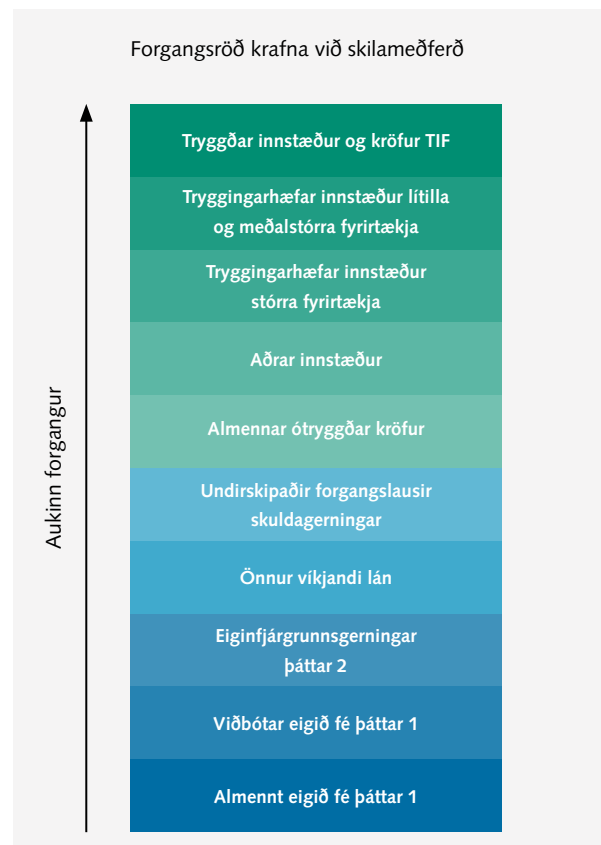 Forgangsröð krafna við skilameðferð
Tryggðar innstæður og kröfur TIF
Tryggingarhæfar innstæður lítilla
og meðalstórra fyrirtækja
Tryggingarhæfar innstæður
stórra fyrirtækja
Aðrar innstæður
Almennar ótryggðar kröfur
Undirskipaðir forgangslausir
skuldagerningar
Önnur víkjandi lán
Eiginfjárgrunnsgerningar
þáttar 2
Viðbótar eigið fé þáttar 1
Almennt eigið fé þáttar 1
Aukinn forgangur